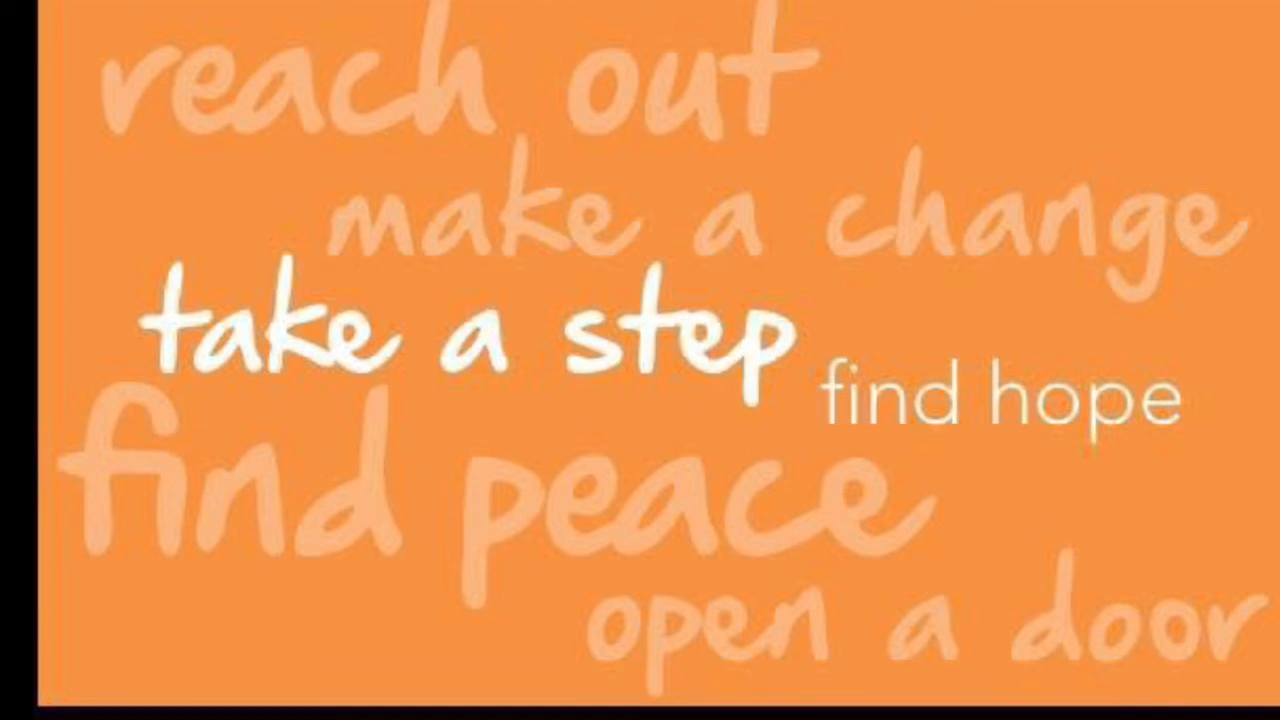 reach out
make a change
take a step
find hope
find peace
open a door